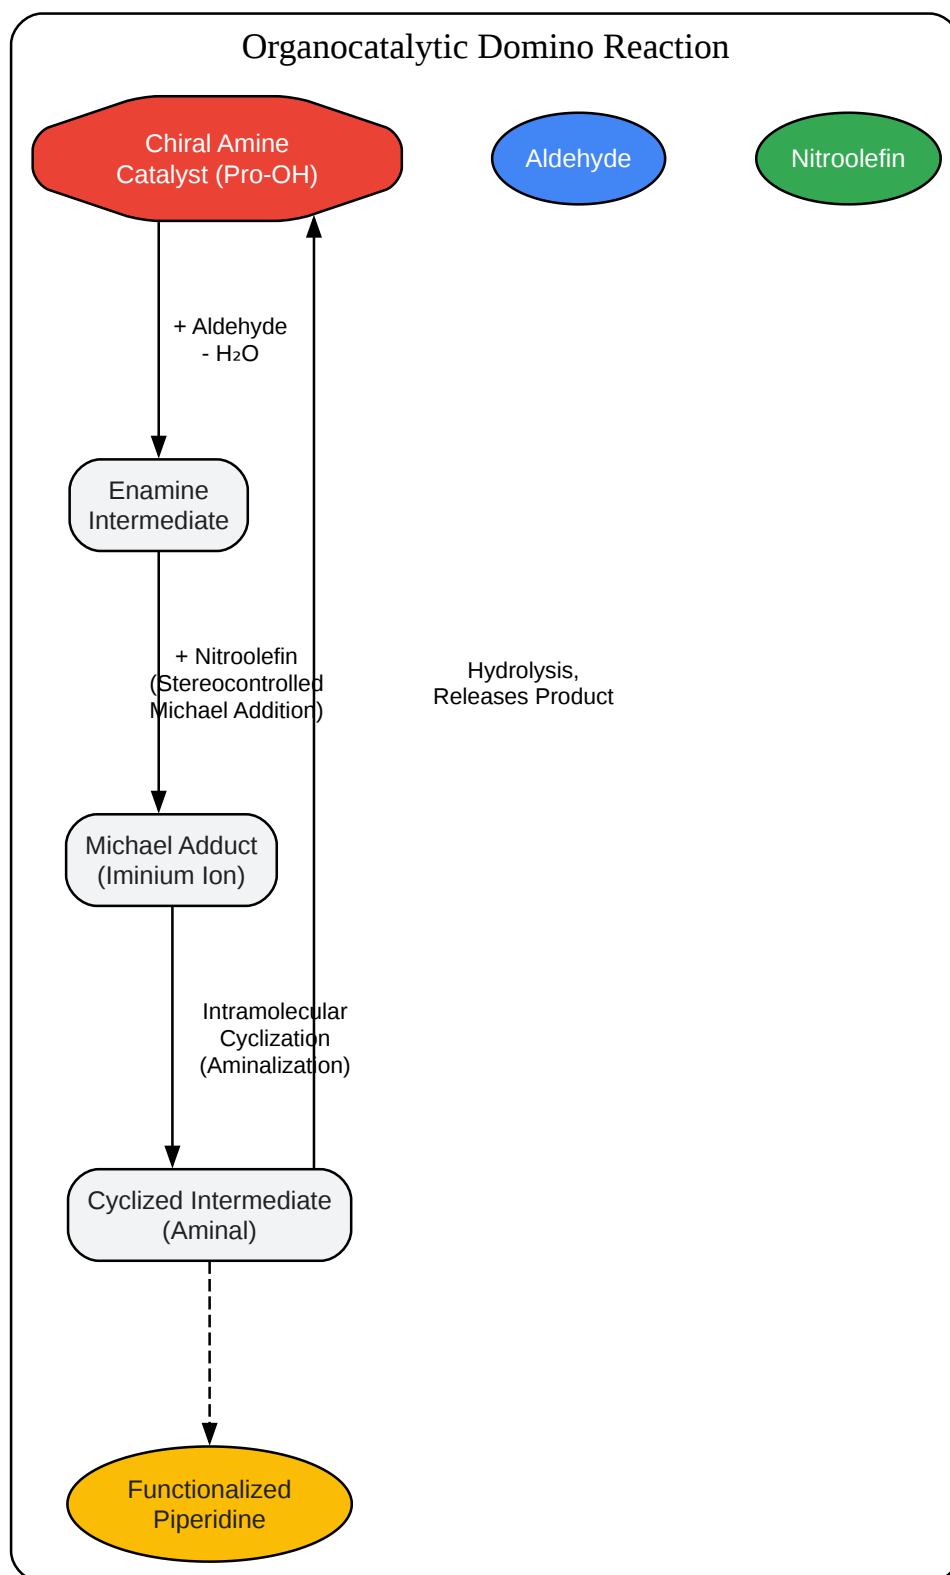 Organocatalytic Domino Reaction
Chiral Amine
Catalyst (Pro-OH)
Aldehyde
Nitroolefin
+ Aldehyde
- H₂O
Enamine
Intermediate
+ Nitroolefin
(Stereocontrolled
Michael Addition)
Hydrolysis,
Releases Product
Michael Adduct
(Iminium Ion)
Intramolecular
Cyclization
(Aminalization)
Cyclized Intermediate
(Aminal)
Functionalized
Piperidine